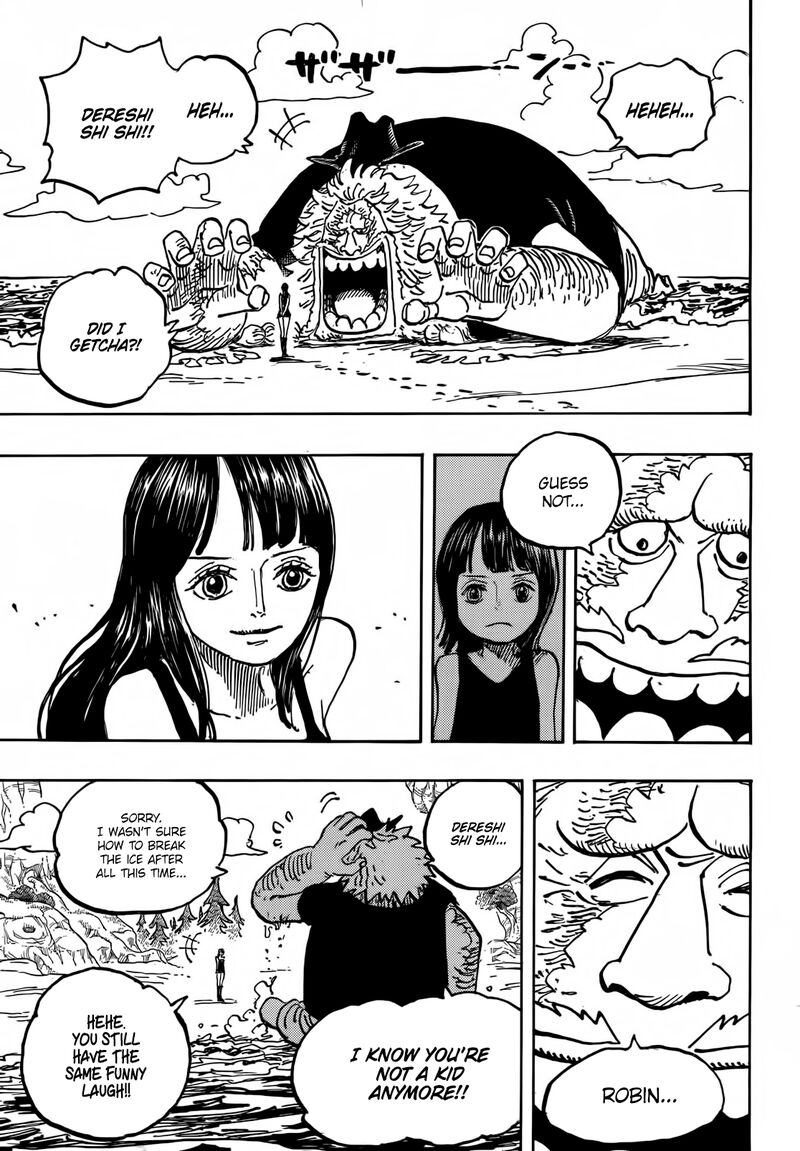 ザザーーン
HEHEH...
HEH...
DERESHI
SHI SHI!!
DID I
GETCHA?!
GUESS
NOT...
ROBIN...
DERESHI
SHI SHI...
SORRY.
I WASN'T SURE
HOW TO BREAK
THE ICE AFTER
ALL THIS TIME...
I KNOW YOU'RE
NOT A KID
ANYMORE!!
HEHE.
YOU STILL
HAVE THE
SAME FUNNY
LAUGH!!